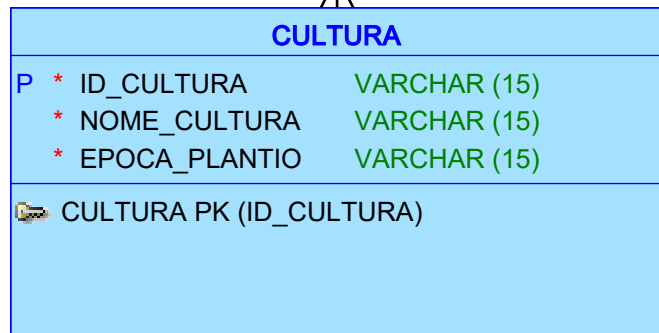 CULTURA
P * ID_CULTURA VARCHAR (15)
* NOME_CULTURA VARCHAR (15)
* EPOCA_PLANTIO VARCHAR (15)
CULTURA PK (ID_CULTURA)